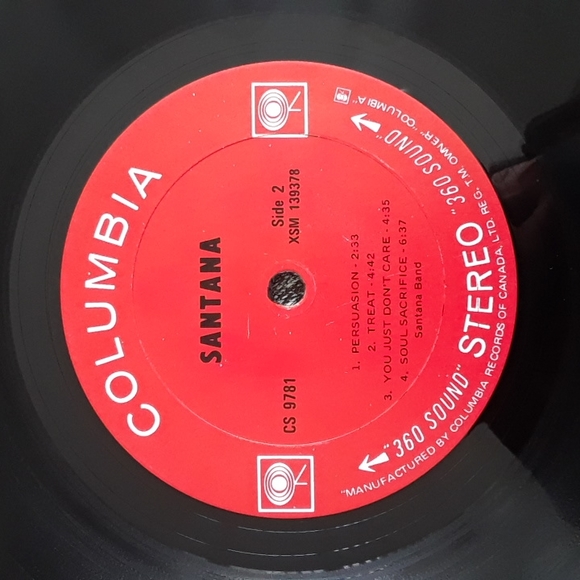 COLUMBIA
SANTANA
CS 9781
Side 2
XSM 139378
1. PERSUASION - 2:33
2. TREAT - 4:42
3. YOU JUST DON'T CARE - 4:35
4. SOUL SACRIFICE - 6:37
Santana Band
"360 SOUND" STEREO "360 SOUND"
"MANUFACTURED BY COLUMBIA RECORDS OF CANADA, LTD. REG. T.M. OWNER" "COLUMBIA"